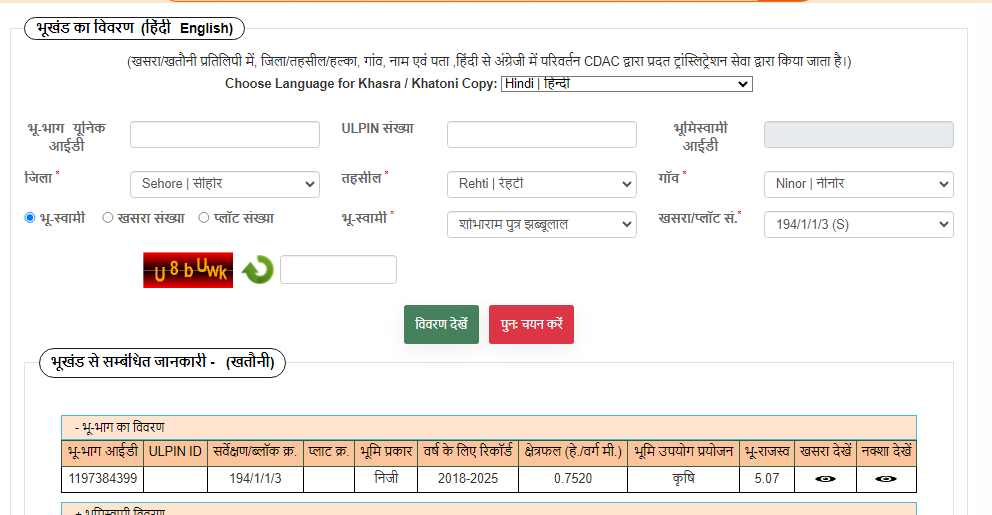 भूखंड का विवरण (हिंदी English)
(खसरा/खतौनी प्रतिलिपी में, जिला/तहसील/हल्का, गांव, नाम एवं पता ,हिंदी से अंग्रेजी में परिवर्तन CDAC द्वारा प्रदत ट्रांस्लिट्रेशन सेवा द्वारा किया जाता है।)
Choose Language for Khasra / Khatoni Copy: Hindi | हिन्दी
भू-भाग यूनिक आईडी ULPIN संख्या भूमिस्वामी आईडी
जिला * Sehore | सीहोर तहसील * Rehti | रेहटी गाँव * Ninor | नीनोर
भू-स्वामी खसरा संख्या प्लॉट संख्या भू-स्वामी * शोभाराम पुत्र झब्बूलाल खसरा/प्लॉट सं.* 194/1/1/3 (S)
U8bUwk
विवरण देखें पुनः चयन करें
भूखंड से सम्बंधित जानकारी - (खतौनी)
- भू-भाग का विवरण
भू-भाग आईडी ULPIN ID सर्वेक्षण/ब्लॉक क्र. प्लाट क्र. भूमि प्रकार वर्ष के लिए रिकॉर्ड क्षेत्रफल (हे./वर्ग मी.) भूमि उपयोग प्रयोजन भू-राजस्व खसरा देखें नक्शा देखें
1197384399 194/1/1/3 निजी 2018-2025 0.7520 कृषि 5.07
+ भूमिस्वामी विवरण